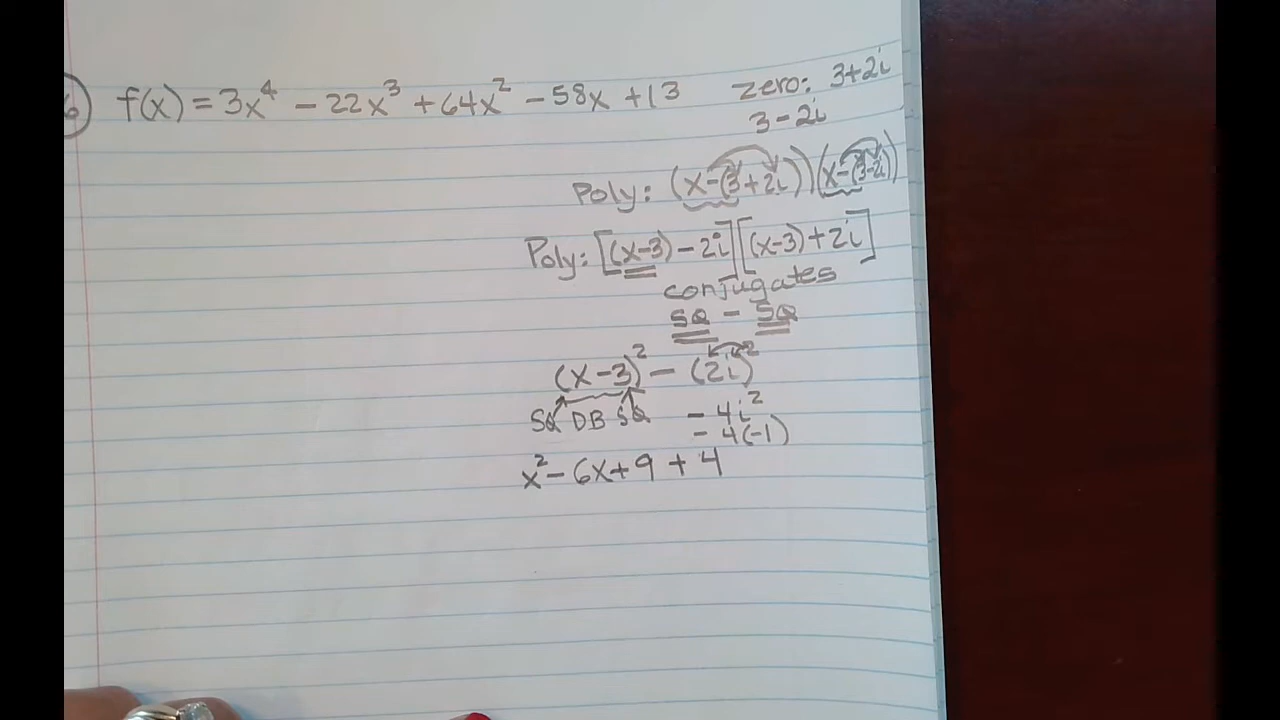 6) f(x) = 3x⁴ - 22x³ + 64x² - 58x + 13 zero: 3+2i
3-2i
Poly: (x-(3+2i))(x-(3-2i))
Poly: [(x-3)-2i][(x-3)+2i]
conjugates
SQ - SQ
(x-3)² - (2i)²
SQ DB SQ - 4i²
- 4(-1)
x² - 6x + 9 + 4